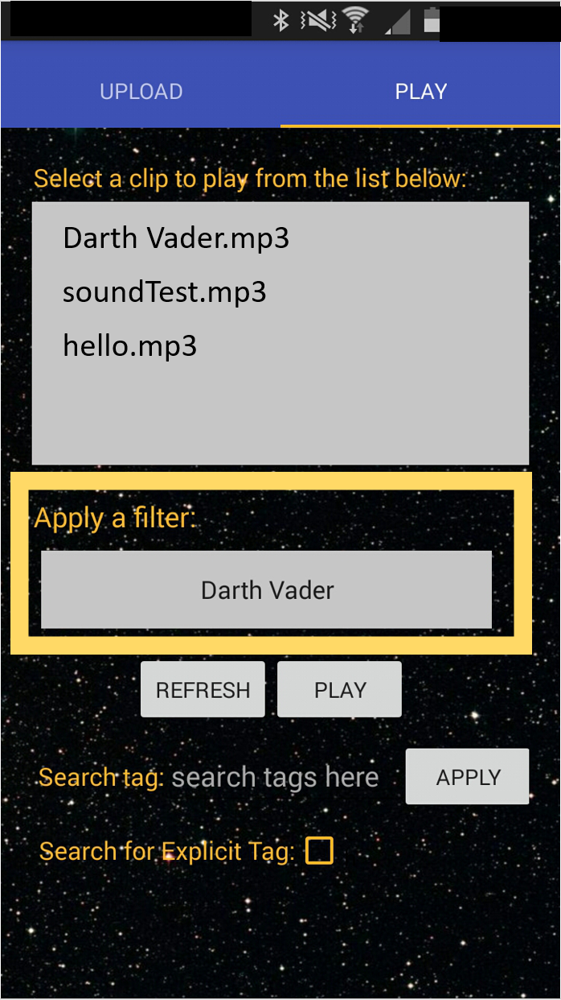 UPLOAD PLAY
Select a clip to play from the list below:
Darth Vader.mp3
soundTest.mp3
hello.mp3
Apply a filter:
Darth Vader
REFRESH PLAY
Search tag: search tags here APPLY
Search for Explicit Tag: